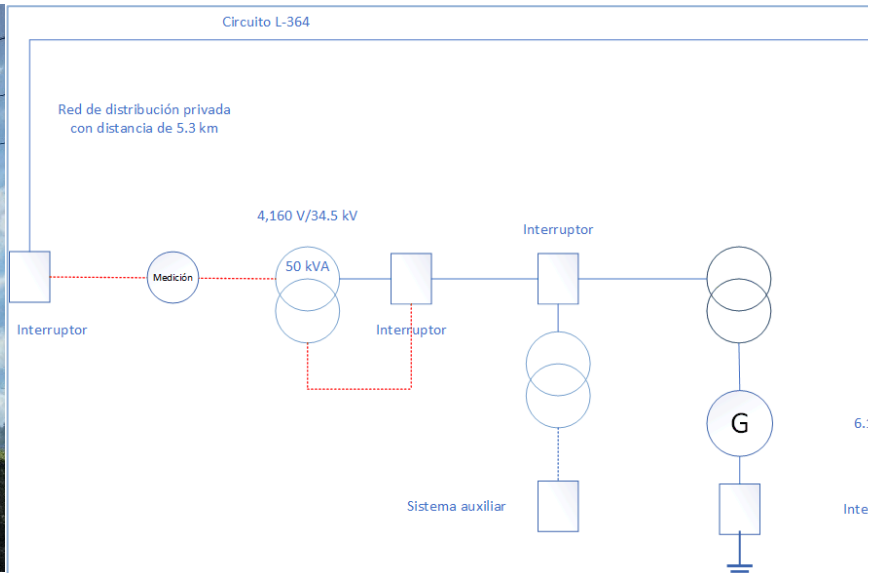 Circuito L-364
Red de distribución privada
con distancia de 5.3 km
4,160 V/34.5 kV
Interruptor
50 kVA
Medición
Interruptor
Interruptor
G
Sistema auxiliar